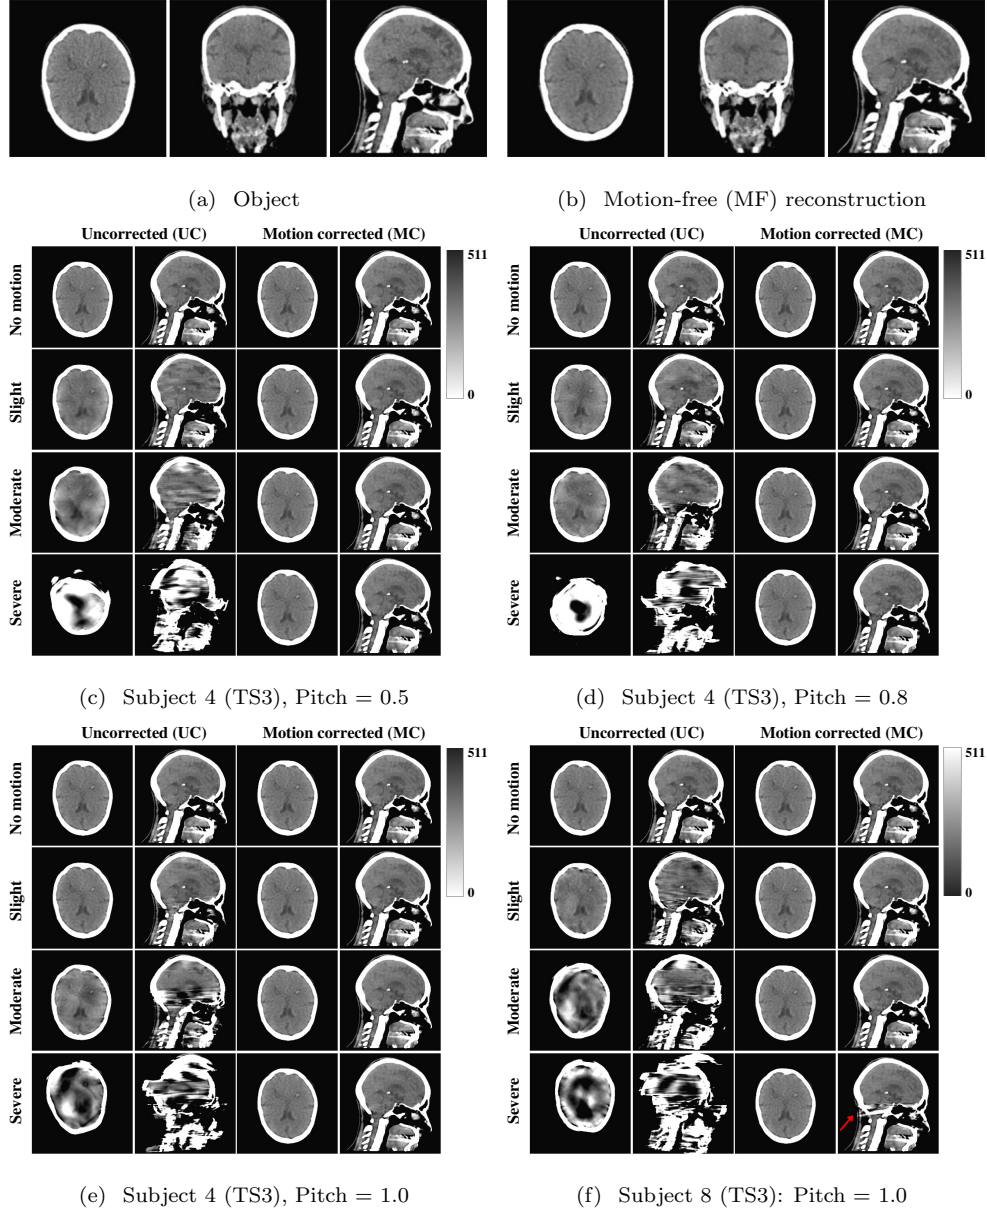 (a) Object
(b) Motion-free (MF) reconstruction
Uncorrected (UC) Motion corrected (MC)
No motion
Slight
Moderate
Severe
511
0
(c) Subject 4 (TS3), Pitch = 0.5
Uncorrected (UC) Motion corrected (MC)
No motion
Slight
Moderate
Severe
511
0
(d) Subject 4 (TS3), Pitch = 0.8
Uncorrected (UC) Motion corrected (MC)
No motion
Slight
Moderate
Severe
511
0
(e) Subject 4 (TS3), Pitch = 1.0
Uncorrected (UC) Motion corrected (MC)
No motion
Slight
Moderate
Severe
511
0
(f) Subject 8 (TS3): Pitch = 1.0